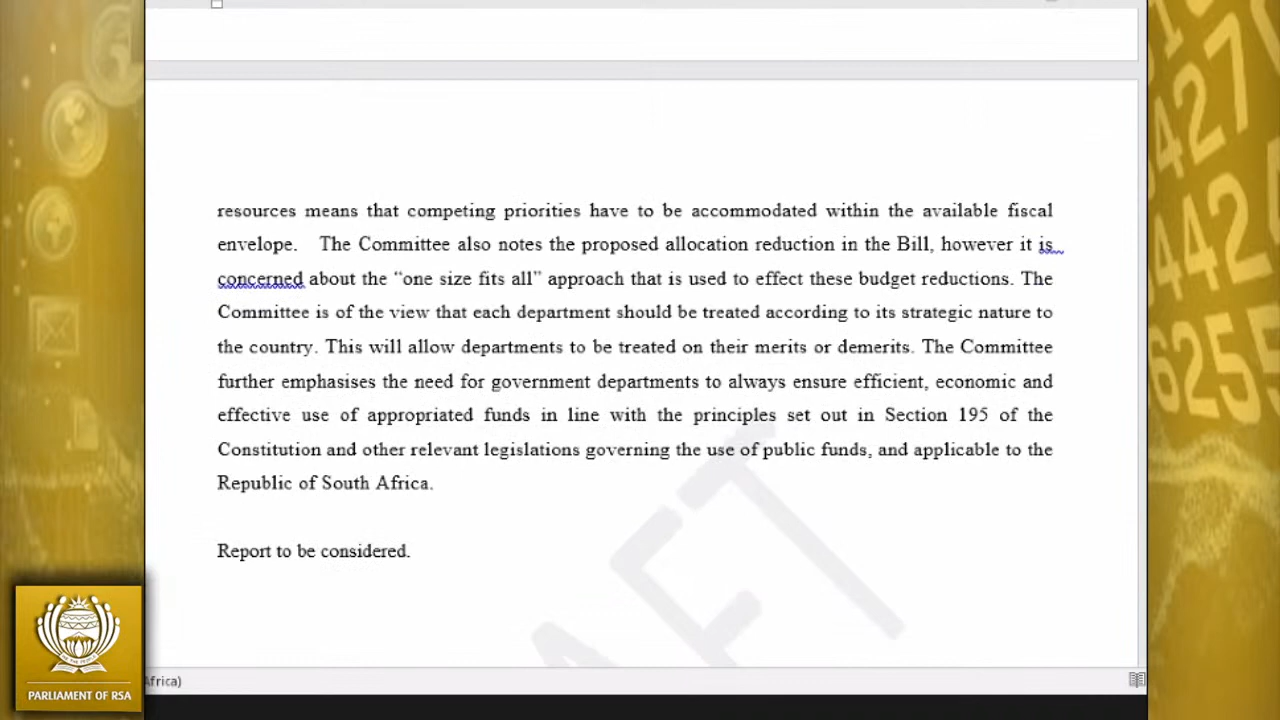 resources means that competing priorities have to be accommodated within the available fiscal
envelope. The Committee also notes the proposed allocation reduction in the Bill, however it is
concerned about the “one size fits all” approach that is used to effect these budget reductions. The
Committee is of the view that each department should be treated according to its strategic nature to
the country. This will allow departments to be treated on their merits or demerits. The Committee
further emphasises the need for government departments to always ensure efficient, economic and
effective use of appropriated funds in line with the principles set out in Section 195 of the
Constitution and other relevant legislations governing the use of public funds, and applicable to the
Republic of South Africa.
Report to be considered.
AFT
PARLIAMENT OF RSA
Africa)
427
442
6255